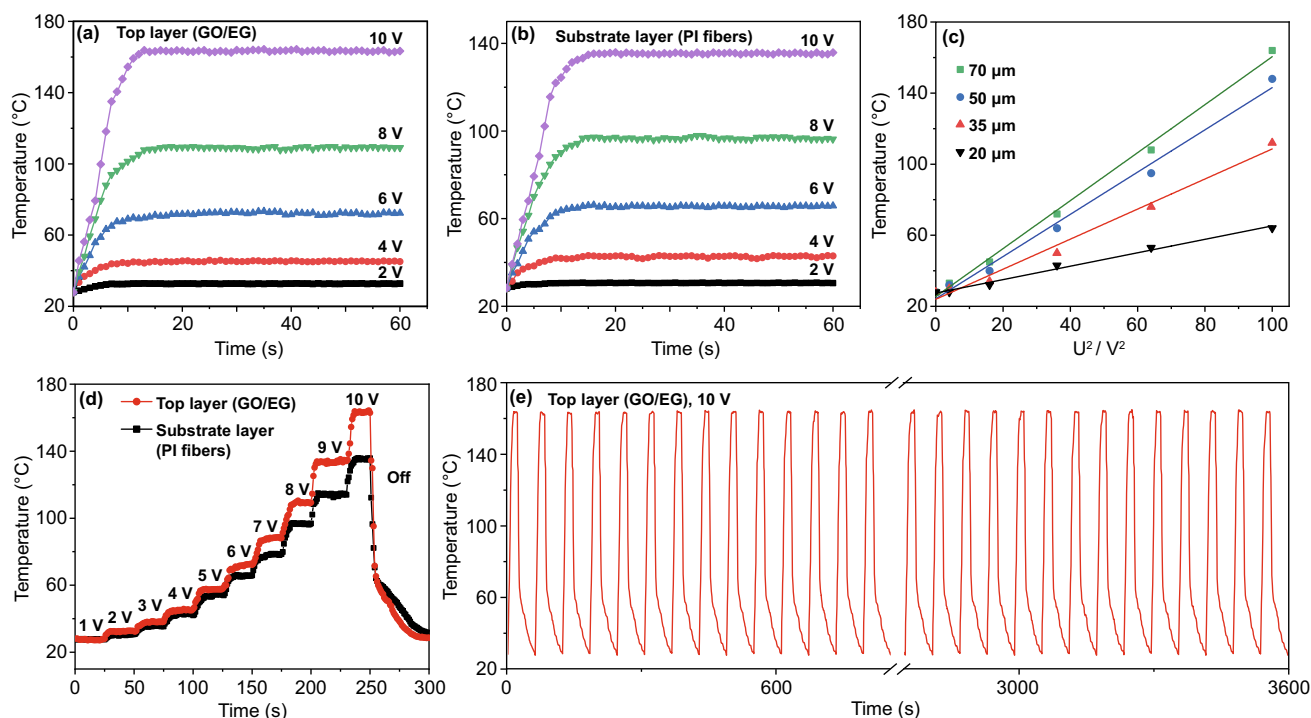 (a) Top layer (GO/EG)
10 V
8 V
6 V
4 V
2 V
180
140
100
60
20
0 20 40 60
Temperature (°C)
Time (s)
(b) Substrate layer (PI fibers)
10 V
8 V
6 V
4 V
2 V
140
100
60
20
0 20 40 60
Temperature (°C)
Time (s)
(c)
70 µm
50 µm
35 µm
20 µm
180
140
100
60
20
0 20 40 60 80 100
Temperature (°C)
U² / V²
(d)
Top layer (GO/EG)
Substrate layer
(PI fibers)
1 V 2 V 3 V 4 V 5 V 6 V 7 V 8 V 9 V 10 V
Off
180
140
100
60
20
0 50 100 150 200 250 300
Temperature (°C)
Time (s)
(e) Top layer (GO/EG), 10 V
180
140
100
60
20
0 600 3000 3600
Temperature (°C)
Time (s)